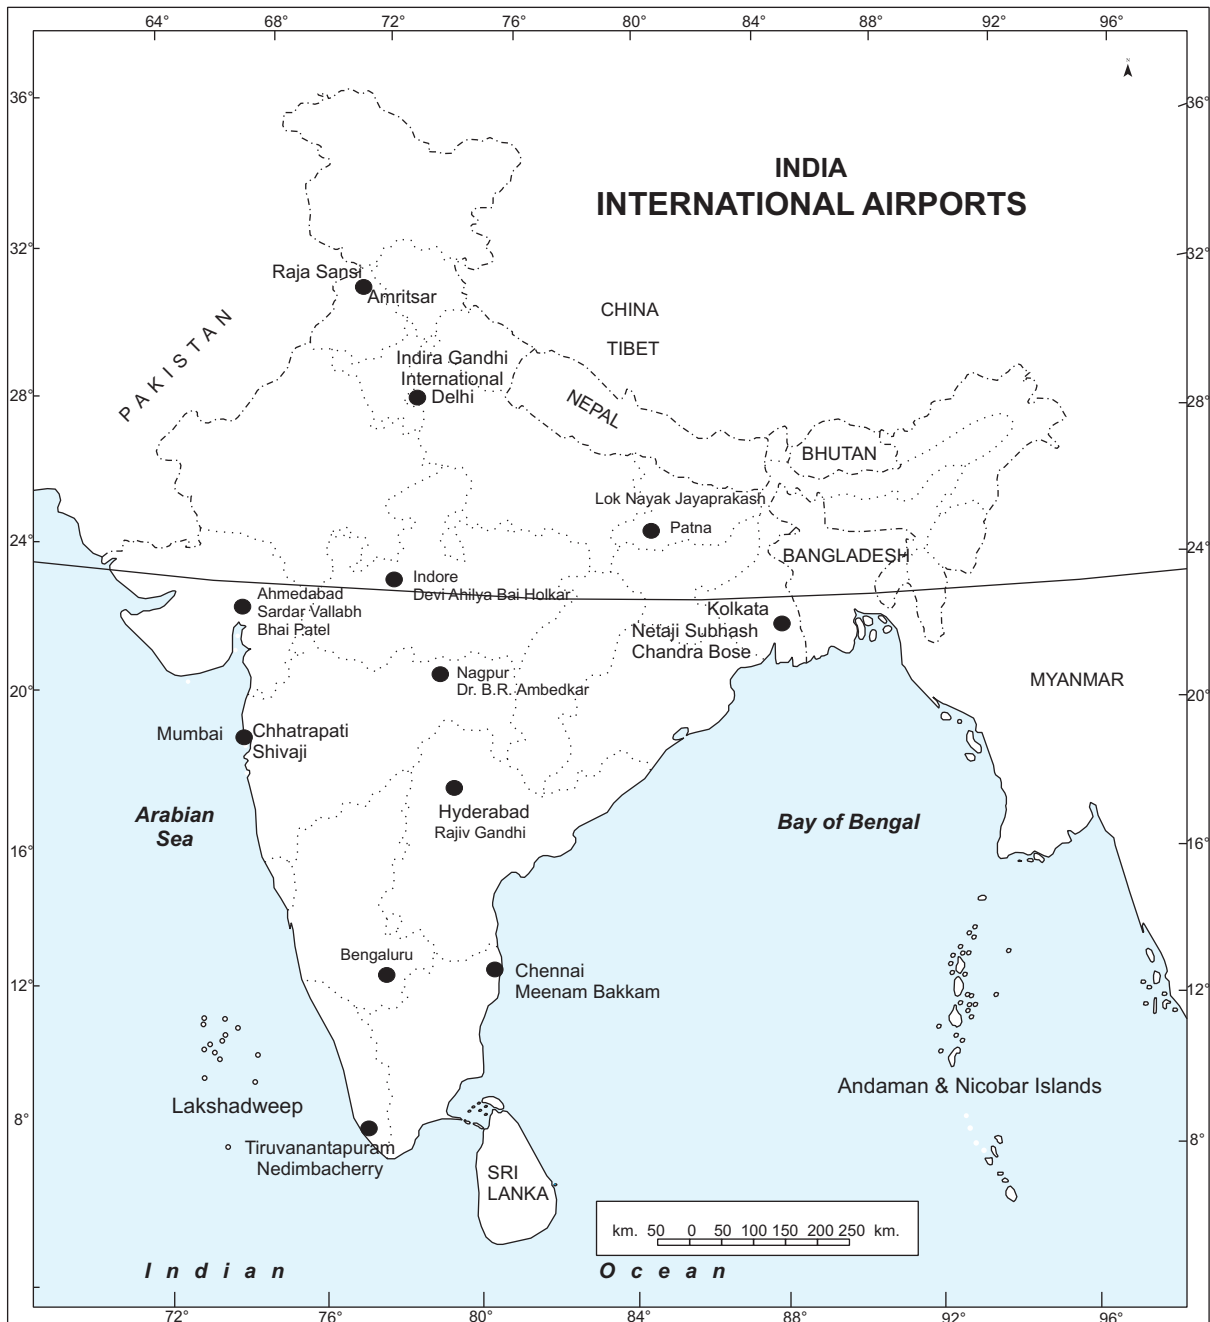 64° 68° 72° 76° 80° 85° 88° 92° 96°
N
36° 36°
INDIA
INTERNATIONAL AIRPORTS
32° 32°
Raja Sansi
Amritsar
CHINA
TIBET
PAKISTAN
Indira Gandhi
International
Delhi
28° 28°
NEPAL
BHUTAN
Lok Nayak Jayaprakash
Patna
24° 24°
BANGLADESH
Indore
Devi Ahilya Bai Holkar
Ahmedabad
Sardar Vallabh
Bhai Patel
Kolkata
Netaji Subhash
Chandra Bose
Nagpur
Dr. B.R. Ambedkar
MYANMAR
20° 20°
Mumbai
Chhatrapati
Shivaji
Arabian
Sea
Hyderabad
Rajiv Gandhi
Bay of Bengal
16° 16°
Bengaluru
Chennai
Meenam Bakkam
12° 12°
Lakshadweep
Andaman & Nicobar Islands
8° 8°
Tiruvanantapuram
Nedimbacherry
SRI
LANKA
km. 50 0 50 100 150 200 250 km.
Indian Ocean
72° 76° 80° 84° 88° 92° 96°